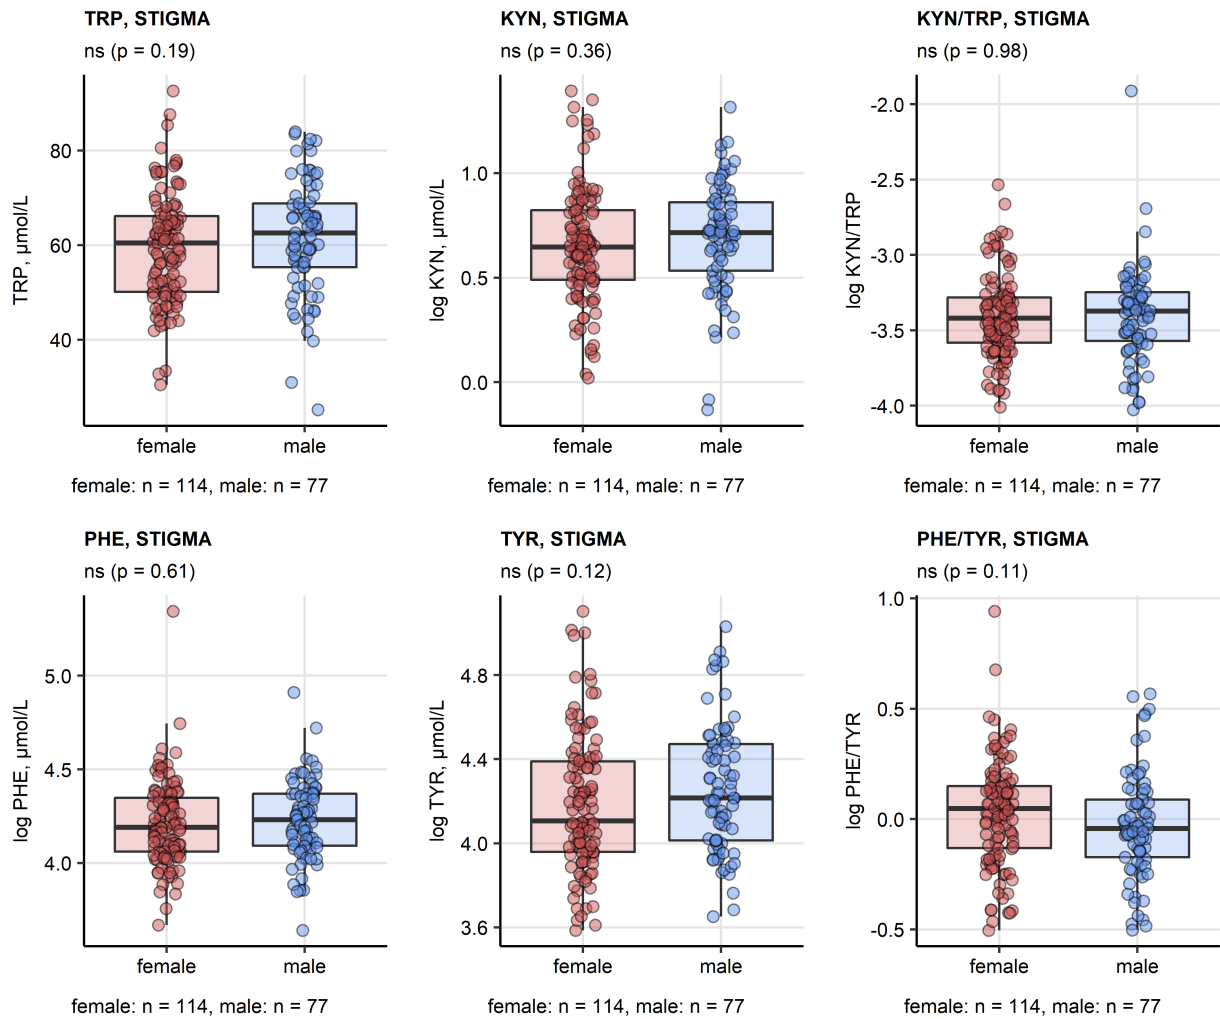 TRP, STIGMA
ns (p = 0.19)
TRP, μmol/L
80
60
40
female male
female: n = 114, male: n = 77
KYN, STIGMA
ns (p = 0.36)
log KYN, μmol/L
1.0
0.5
0.0
female male
female: n = 114, male: n = 77
KYN/TRP, STIGMA
ns (p = 0.98)
log KYN/TRP
-2.0
-2.5
-3.0
-3.5
-4.0
female male
female: n = 114, male: n = 77
PHE, STIGMA
ns (p = 0.61)
log PHE, μmol/L
5.0
4.5
4.0
female male
female: n = 114, male: n = 77
TYR, STIGMA
ns (p = 0.12)
log TYR, μmol/L
4.8
4.4
4.0
3.6
female male
female: n = 114, male: n = 77
PHE/TYR, STIGMA
ns (p = 0.11)
log PHE/TYR
1.0
0.5
0.0
-0.5
female male
female: n = 114, male: n = 77